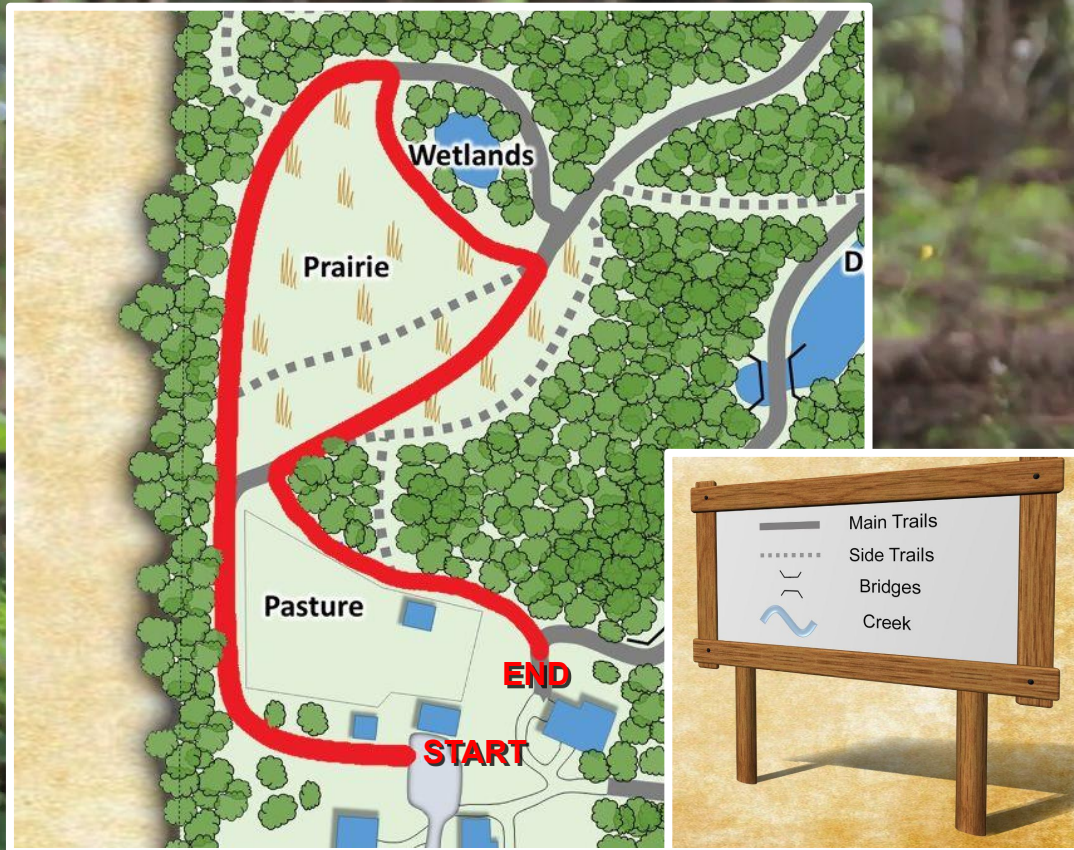 Wetlands
Prairie
D
Pasture
END
START
Main Trails
Side Trails
Bridges
Creek